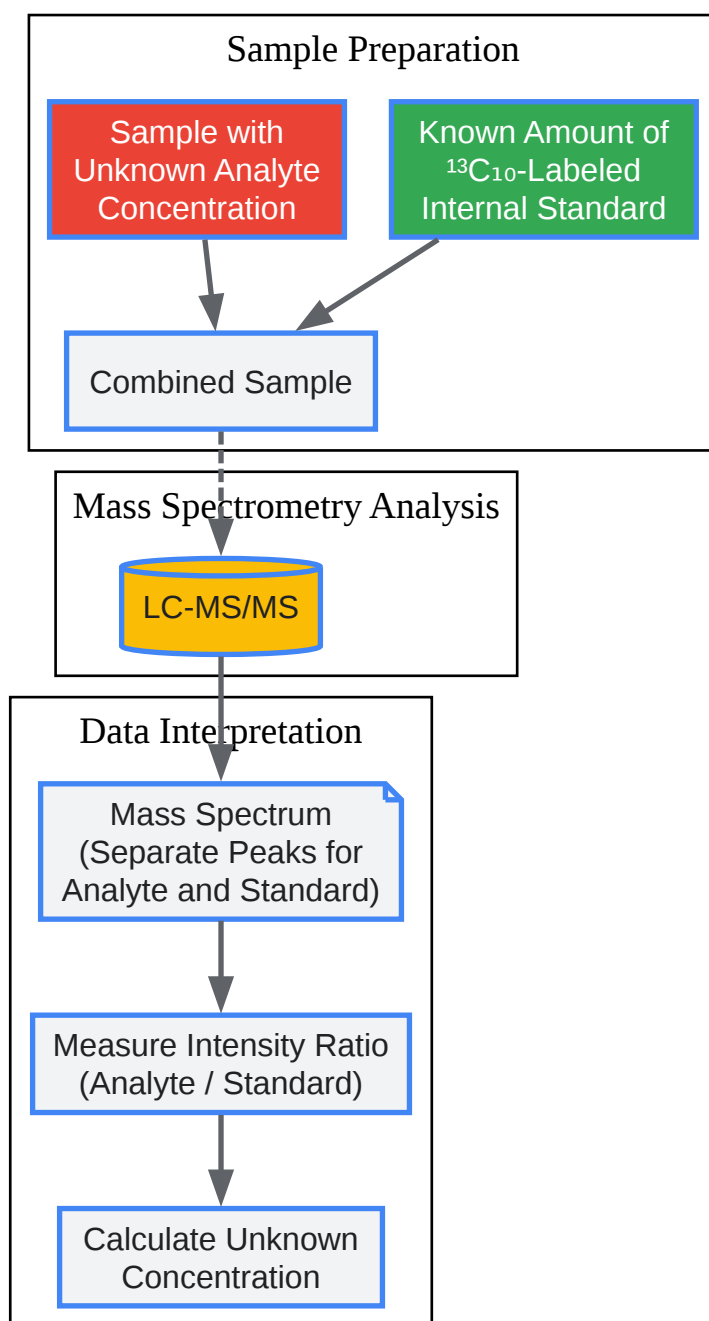 Sample Preparation
Sample with
Unknown Analyte
Concentration
Known Amount of
¹³C₁₀-Labeled
Internal Standard
Combined Sample
Mass Spectrometry Analysis
LC-MS/MS
Data Interpretation
Mass Spectrum
(Separate Peaks for
Analyte and Standard)
Measure Intensity Ratio
(Analyte / Standard)
Calculate Unknown
Concentration